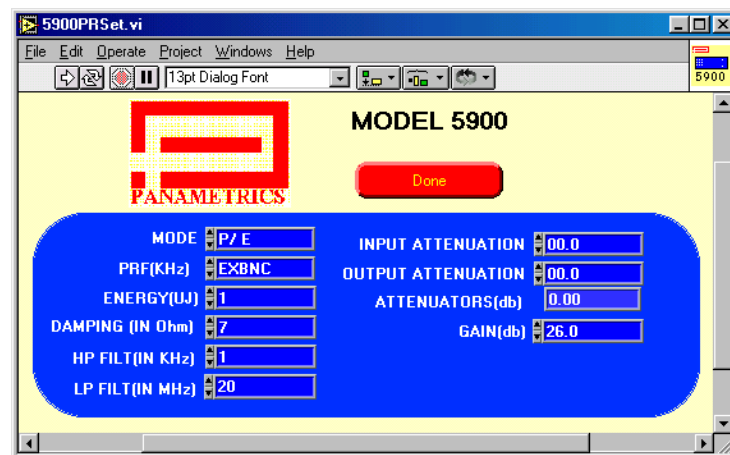 5900PRSet.vi
File Edit Operate Project Windows Help
13pt Dialog Font
5900
MODEL 5900
Done
PANAMETRICS
MODE P/ E
PRF(KHz) EXBNC
ENERGY(UJ) 1
DAMPING (IN Ohm) 7
HP FILT(IN KHz) 1
LP FILT(IN MHz) 20
INPUT ATTENUATION 00.0
OUTPUT ATTENUATION 00.0
ATTENUATORS(db) 0.00
GAIN(db) 26.0